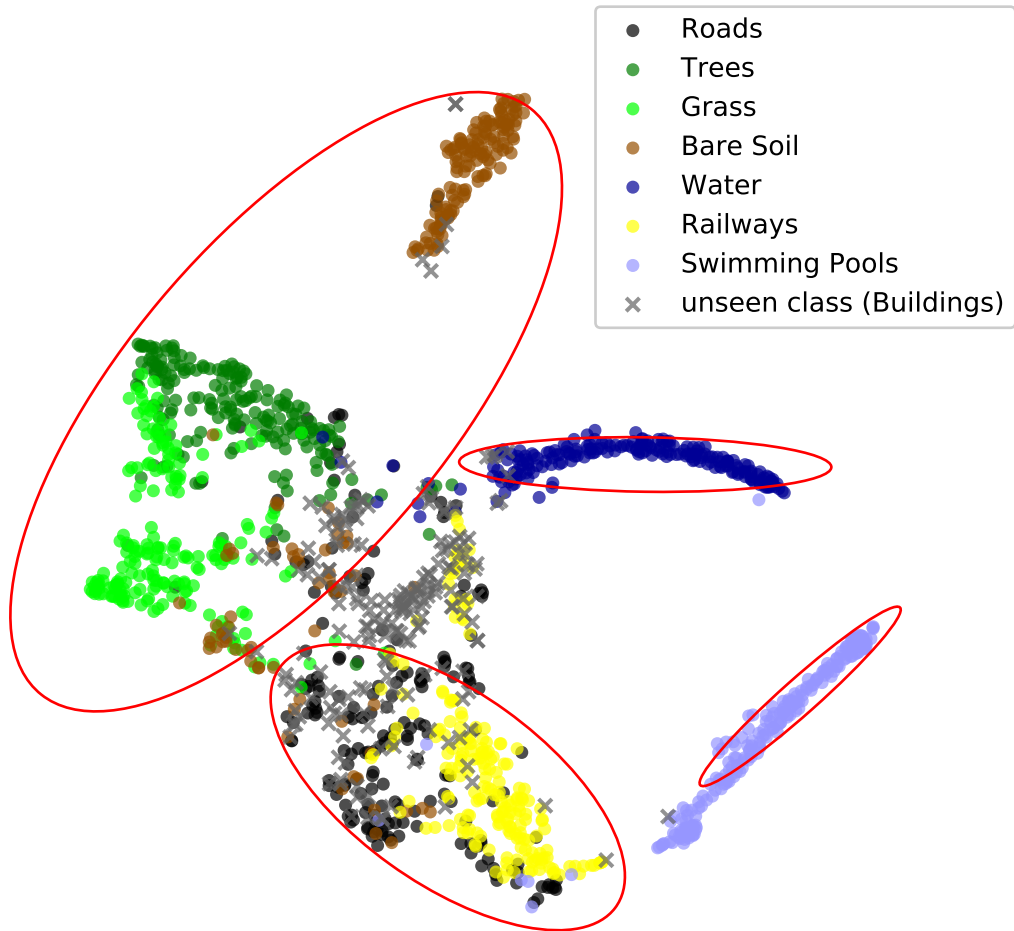 Roads
Trees
Grass
Bare Soil
Water
Railways
Swimming Pools
unseen class (Buildings)